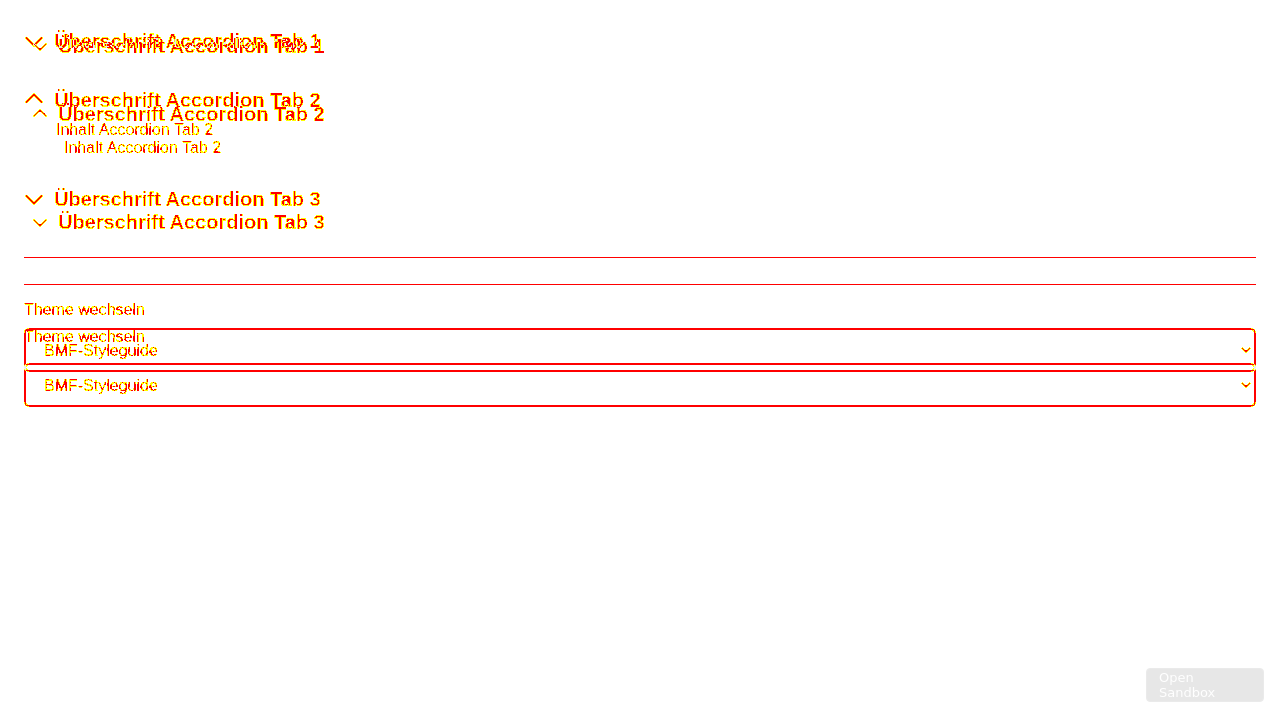 Überschrift Accordion Tab 1
Überschrift Accordion Tab 1
Überschrift Accordion Tab 2
Überschrift Accordion Tab 2
Inhalt Accordion Tab 2
Inhalt Accordion Tab 2
Überschrift Accordion Tab 3
Überschrift Accordion Tab 3
Theme wechseln
Theme wechseln
BMF-Styleguide
BMF-Styleguide
Open
Sandbox